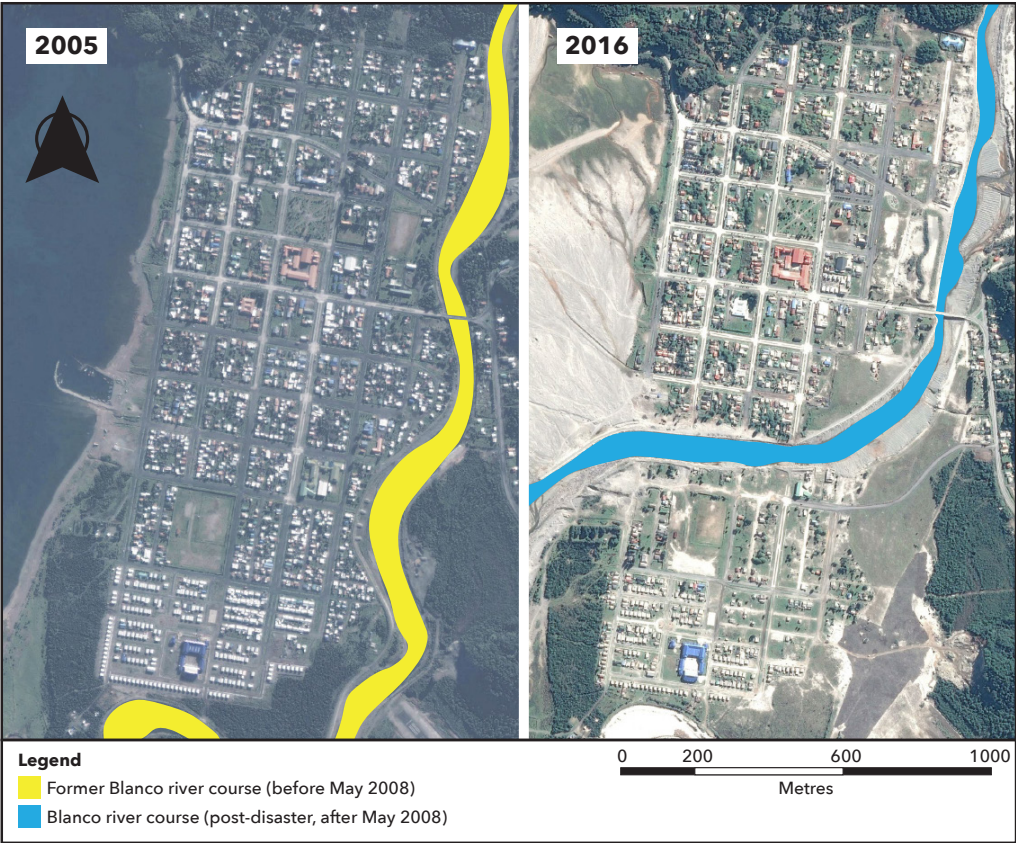 2005
2016
Legend
Former Blanco river course (before May 2008)
Blanco river course (post-disaster, after May 2008)
0 200 600 1000
Metres